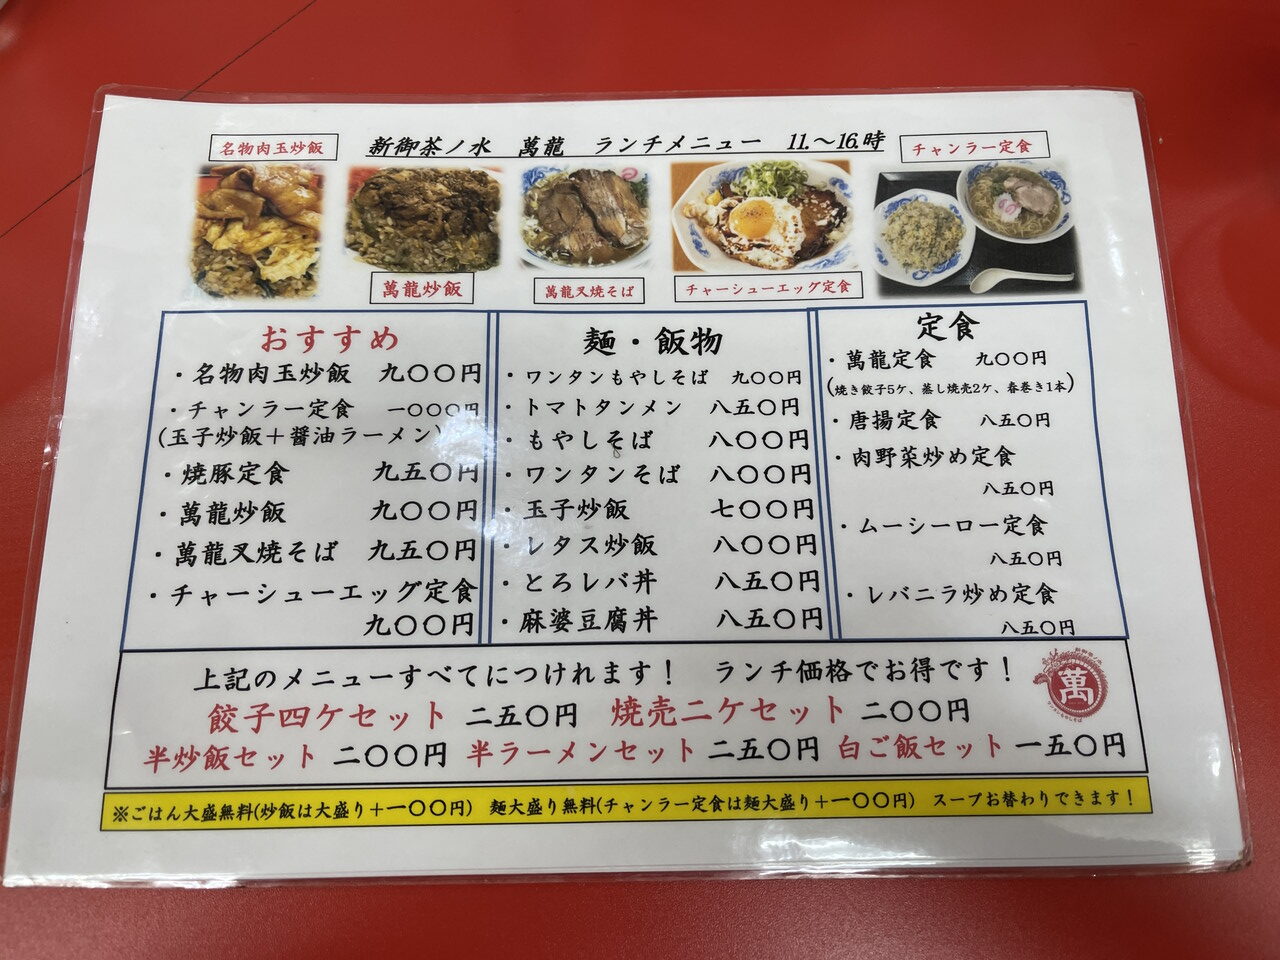 新御茶ノ水 萬龍 ランチメニュー 11.～16.時
名物肉玉炒飯
チャンラー定食
萬龍炒飯
萬龍叉焼そば
チャーシューエッグ定食
おすすめ
・名物肉玉炒飯 九〇〇円
・チャンラー定食 一〇〇〇円
(玉子炒飯＋醤油ラーメン)
・焼豚定食 九五〇円
・萬龍炒飯 九〇〇円
・萬龍叉焼そば 九五〇円
・チャーシューエッグ定食
九〇〇円
麺・飯物
・ワンタンもやしそば 九〇〇円
・トマトタンメン 八五〇円
・もやしそば 八〇〇円
・ワンタンそば 八〇〇円
・玉子炒飯 七〇〇円
・レタス炒飯 八〇〇円
・とろレバ丼 八五〇円
・麻婆豆腐丼 八五〇円
定食
・萬龍定食 九〇〇円
(焼き餃子5ケ、蒸し焼売2ケ、春巻き1本)
・唐揚定食 八五〇円
・肉野菜炒め定食
八五〇円
・ムーシーロー定食
八五〇円
・レバニラ炒め定食
八五〇円
上記のメニューすべてにつけれます！ ランチ価格でお得です！
餃子四ケセット 二五〇円 焼売二ケセット 二〇〇円
半炒飯セット 二〇〇円 半ラーメンセット 二五〇円 白ご飯セット 一五〇円
萬
※ごはん大盛無料(炒飯は大盛り＋一〇〇円) 麺大盛り無料(チャンラー定食は麺大盛り＋一〇〇円) スープお替わりできます！